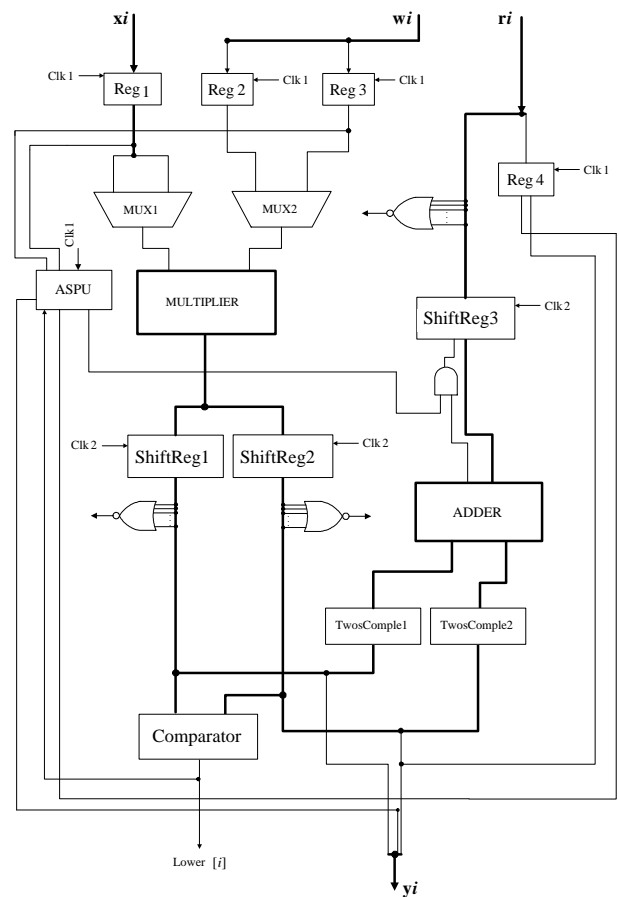 xi
wi
ri
Clk 1
Reg 1
Reg 2
Clk 1
Reg 3
Clk 1
Reg 4
Clk 1
MUX1
MUX2
Clk1
ASPU
MULTIPLIER
ShiftReg3
Clk 2
Clk 2
ShiftReg1
ShiftReg2
Clk 2
ADDER
TwosComple1
TwosComple2
Comparator
Lower [i]
yi